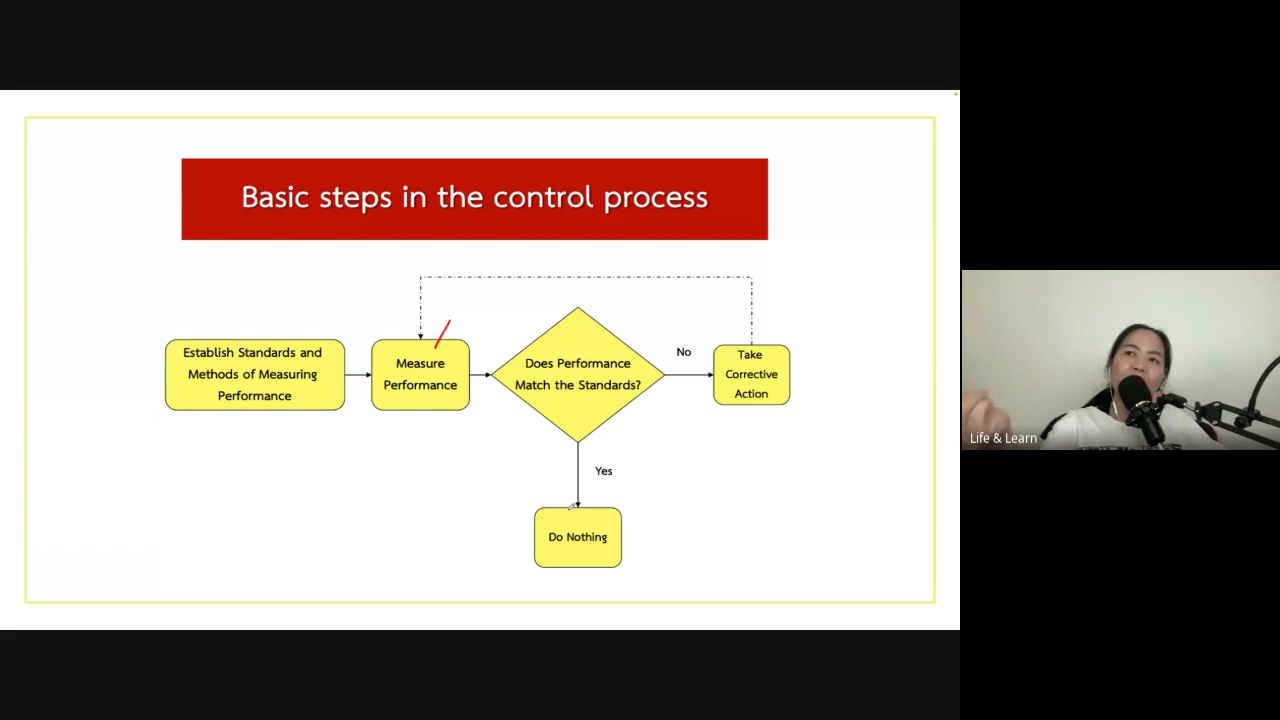 Basic steps in the control process
Establish Standards and
Methods of Measuring
Performance
Measure
Performance
Does Performance
Match the Standards?
No
Take
Corrective
Action
Yes
Do Nothing
Life & Learn